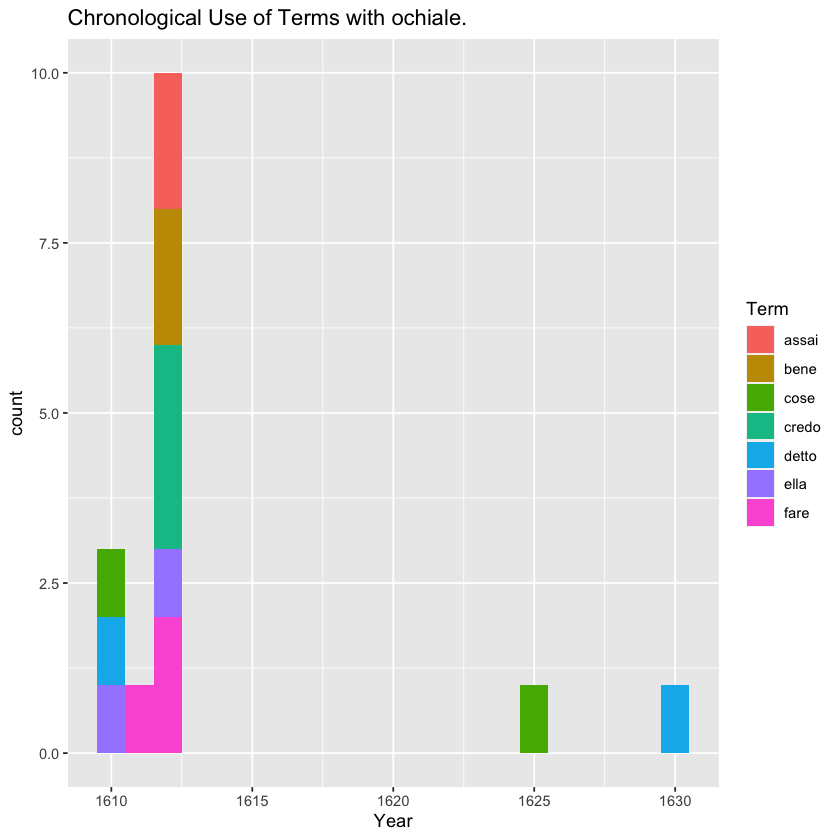 Chronological Use of Terms with ochiale.
10.0
7.5
5.0
2.5
0.0
count
1610 1615 1620 1625 1630
Year
Term
assai
bene
cose
credo
detto
ella
fare